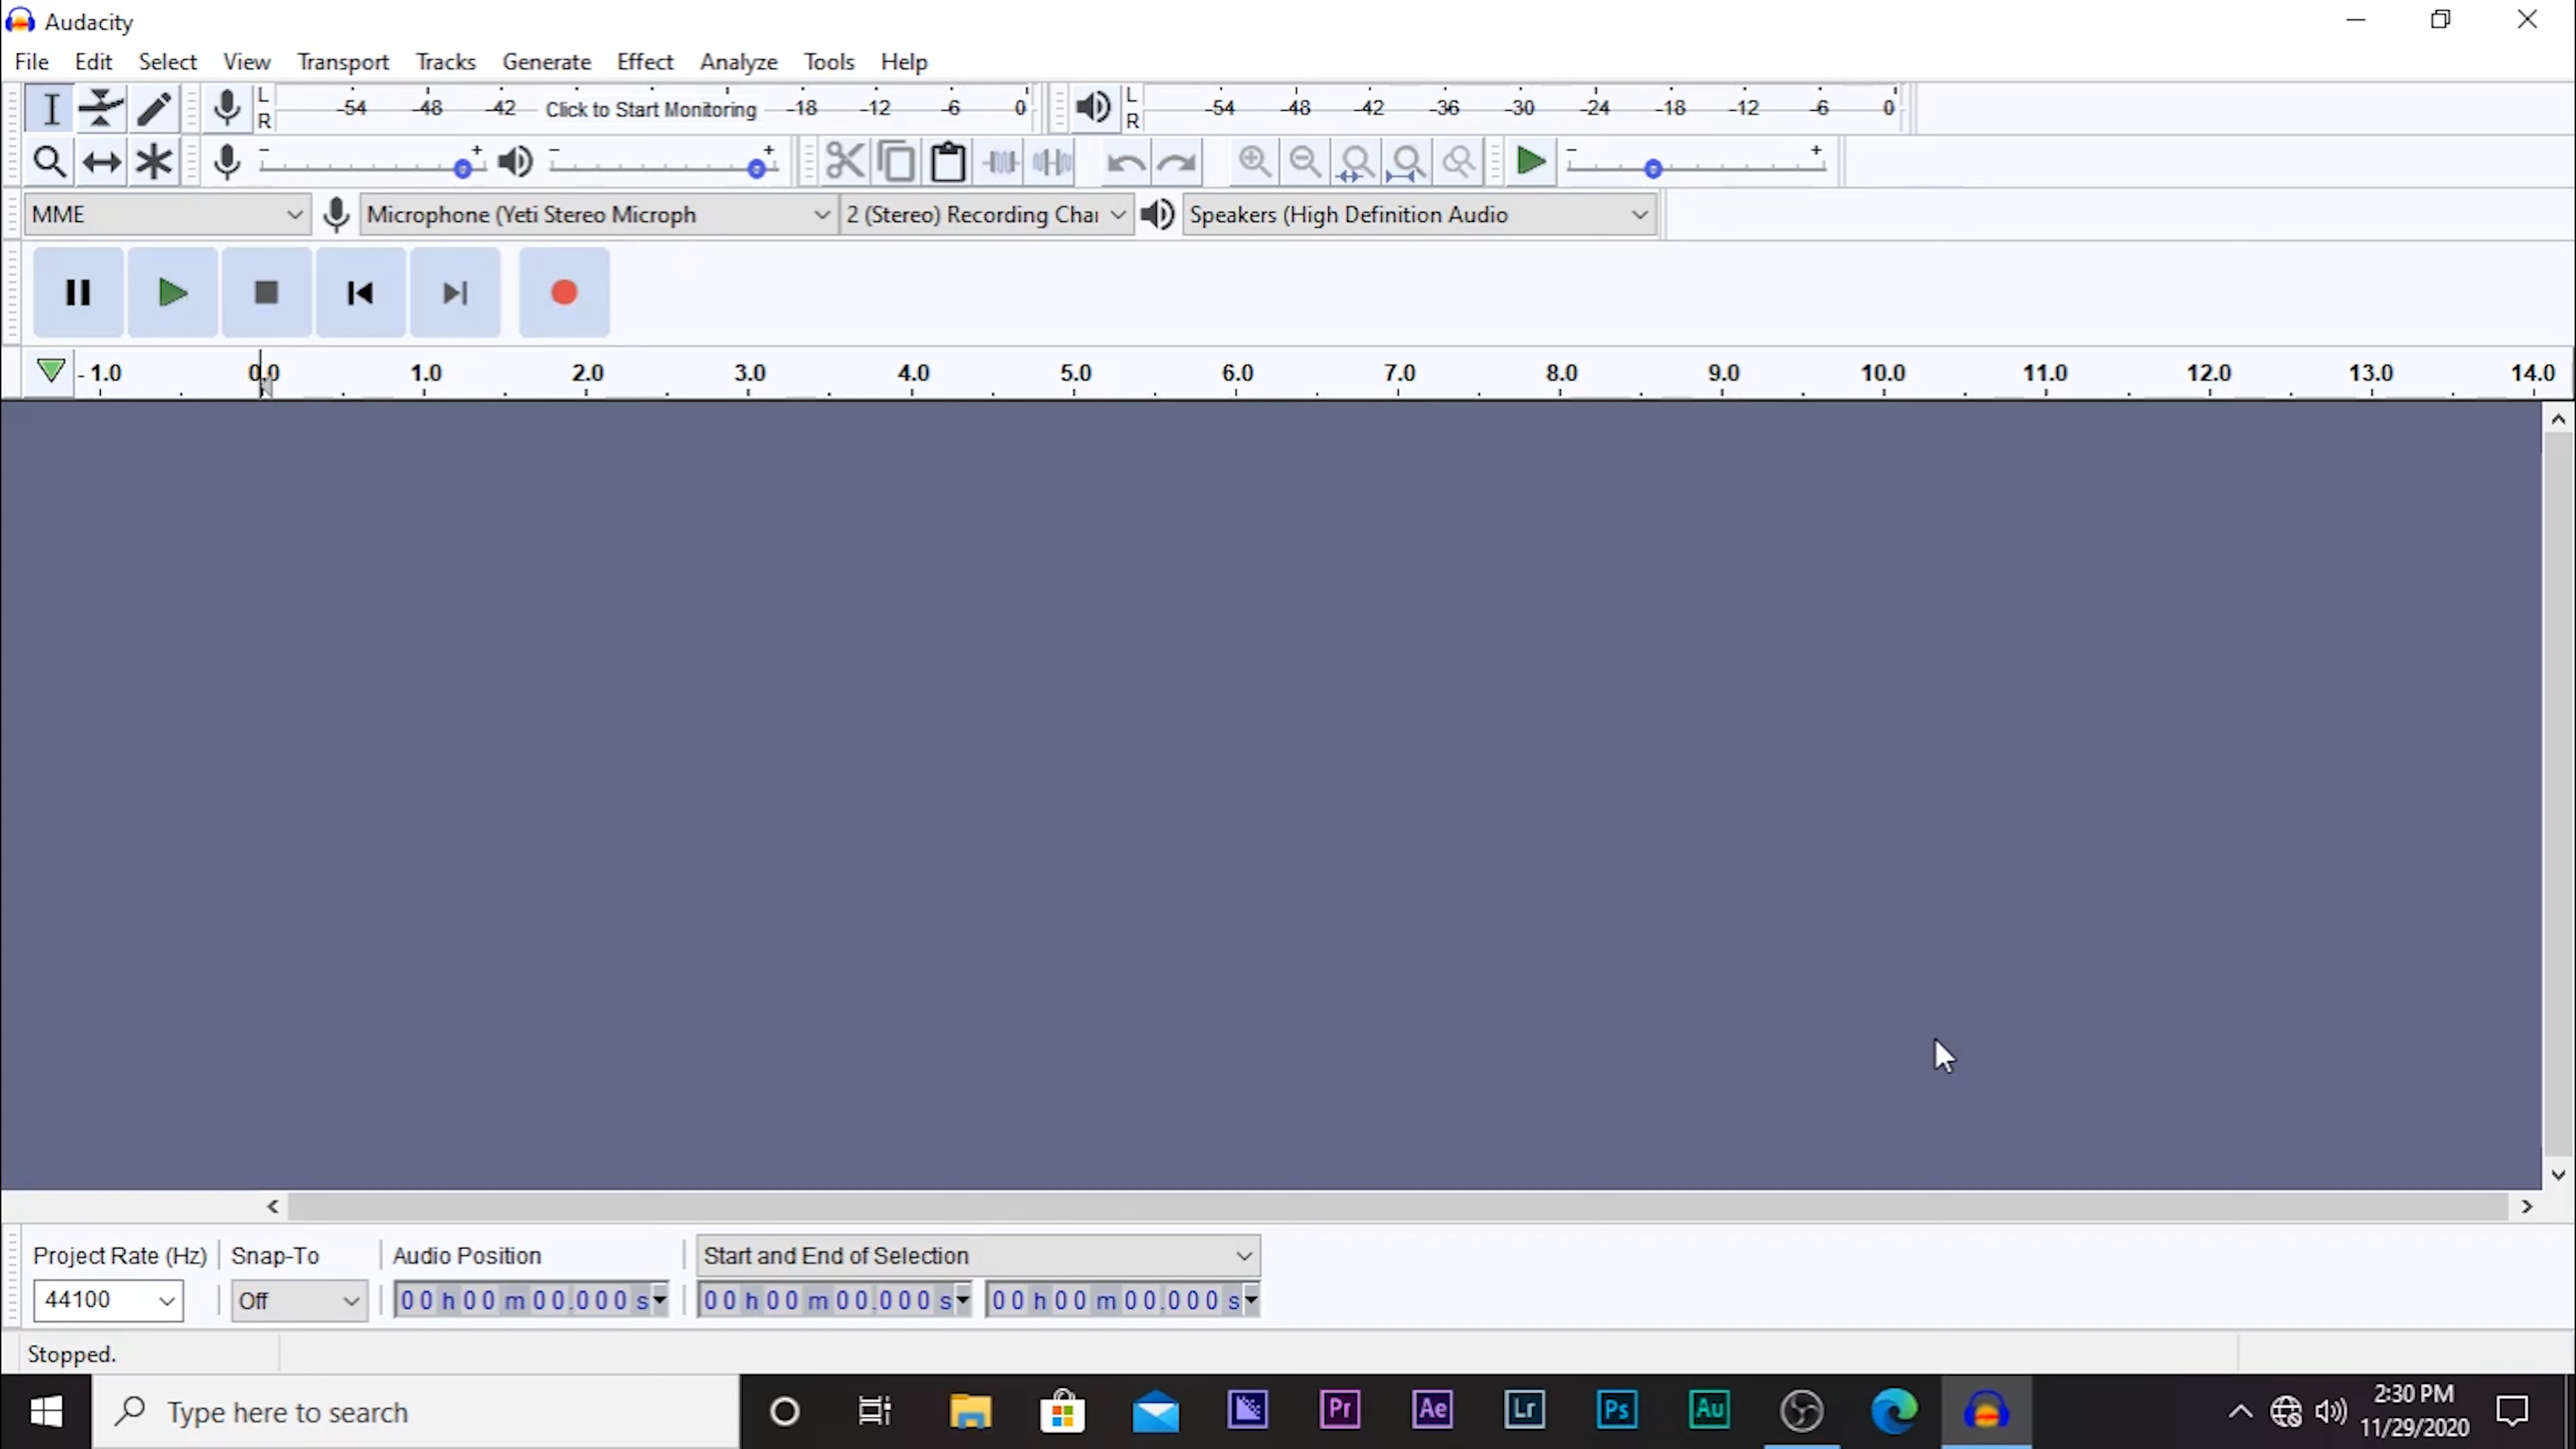 Audacity
File Edit Select View Transport Tracks Generate Effect Analyze Tools Help
L -54 -48 -42 Click to Start Monitoring -18 -12 -6 0 L -54 -48 -42 -36 -30 -24 -18 -12 -6 0
R R
- + - + - +
MME Microphone (Yeti Stereo Microph 2 (Stereo) Recording Chai Speakers (High Definition Audio
-1.0 0.0 1.0 2.0 3.0 4.0 5.0 6.0 7.0 8.0 9.0 10.0 11.0 12.0 13.0 14.0
Project Rate (Hz) Snap-To Audio Position Start and End of Selection
44100 Off 00 h 00 m 00.000 s 00 h 00 m 00.000 s 00 h 00 m 00.000 s
Stopped.
Type here to search Pr Ae Lr Ps Au 2:30 PM
11/29/2020